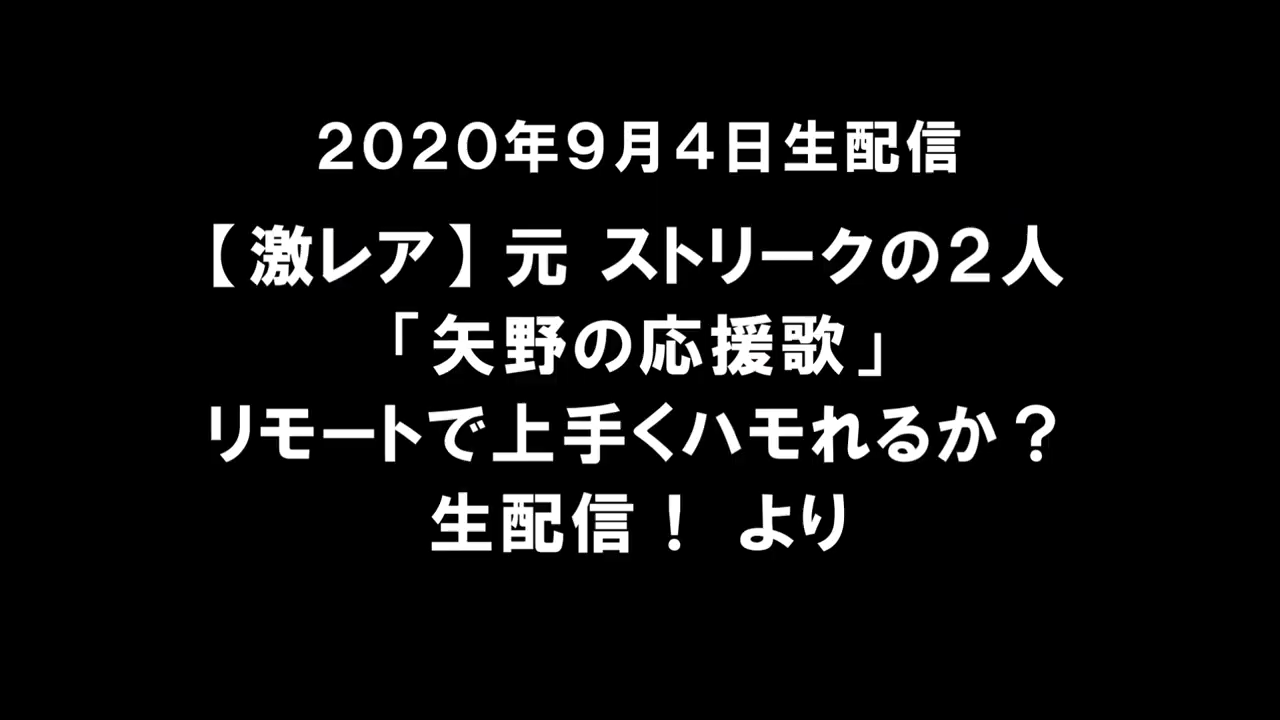 2020年9月4日生配信
【激レア】元 ストリークの2人
「矢野の応援歌」
リモートで上手くハモれるか？
生配信！ より